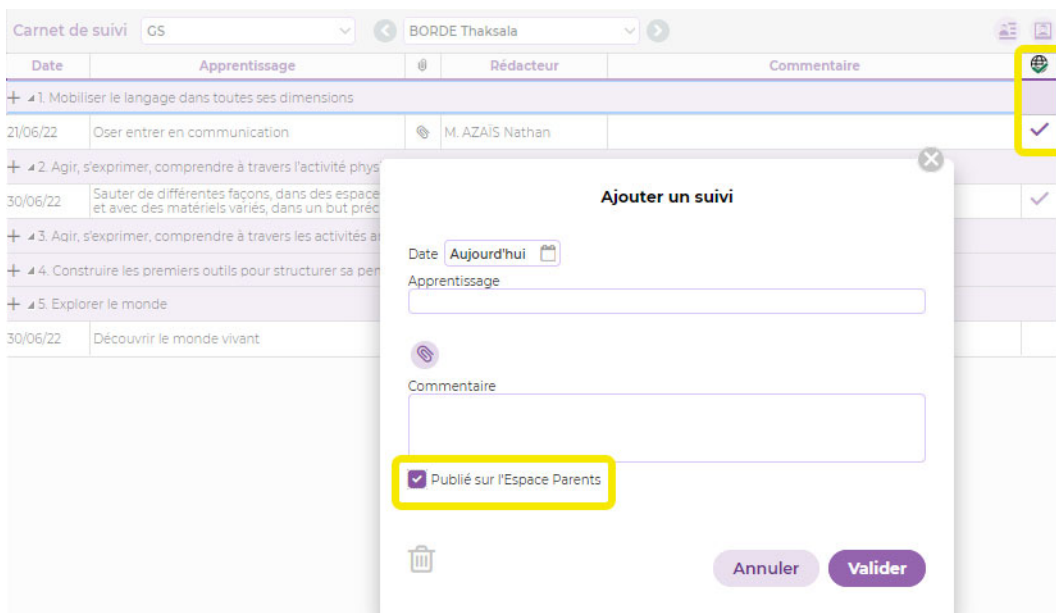 Carnet de suivi GS BORDE Thaksala
Date Apprentissage Rédacteur Commentaire
1. Mobiliser le langage dans toutes ses dimensions
21/06/22 Oser entrer en communication M. AZAÏS Nathan
2. Agir, s'exprimer, comprendre à travers l'activité phys
30/06/22 Sauter de différentes façons, dans des espace
et avec des matériels variés, dans un but préc
3. Agir, s'exprimer, comprendre à travers les activités a
4. Construire les premiers outils pour structurer sa pen
5. Explorer le monde
30/06/22 Découvrir le monde vivant
Ajouter un suivi
Date Aujourd'hui
Apprentissage
Commentaire
Publié sur l'Espace Parents
Annuler Valider